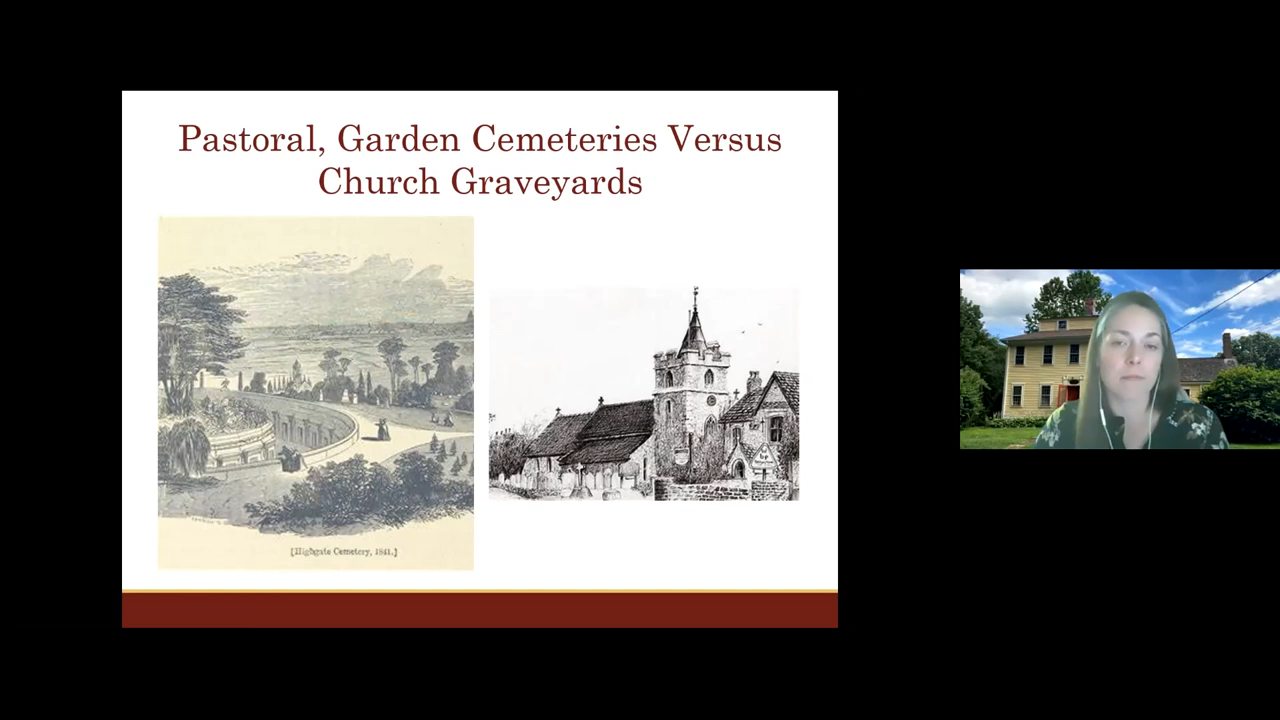 Pastoral, Garden Cemeteries Versus
Church Graveyards
[Highgate Cemetery, 1841.]